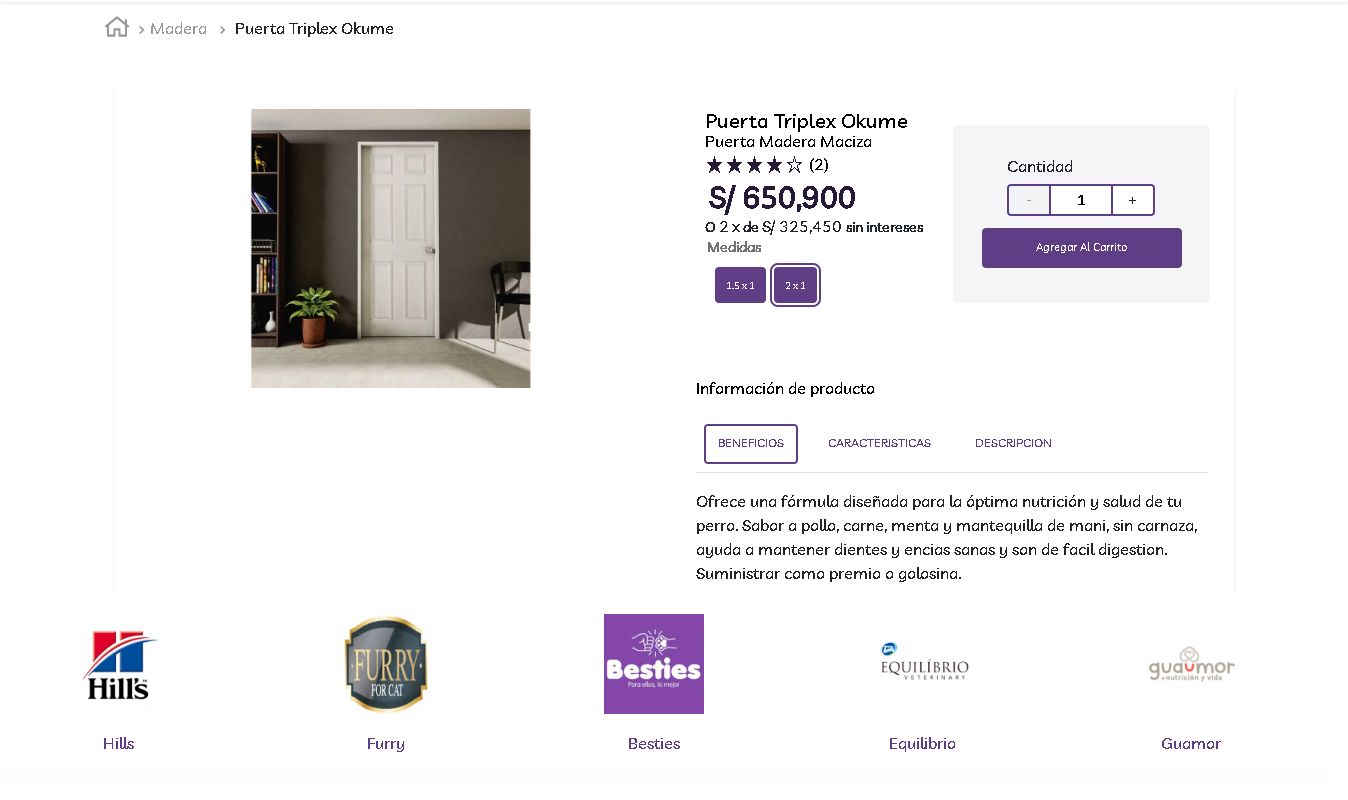 Madera
Puerta Triplex Okume
Puerta Triplex Okume
Puerta Madera Maciza
(2)
S/ 650,900
O 2 x de S/ 325,450 sin intereses
Medidas
1.5 x 1
2 x 1
Cantidad
- 1 +
Agregar Al Carrito
Información de producto
BENEFICIOS
CARACTERISTICAS
DESCRIPCION
Ofrece una fórmula diseñada para la óptima nutrición y salud de tu
perro. Sabor a pollo, carne, menta y mantequilla de mani, sin carnaza,
ayuda a mantener dientes y encias sanas y son de facil digestion.
Suministrar como premio o golosina.
Hill's
FURRY
FOR CAT
Besties
Para ellos, lo mejor
EQUILÍBRIO
VETERINARY
guaumor
+nutrición y vida
Hills
Furry
Besties
Equilibrio
Guamor